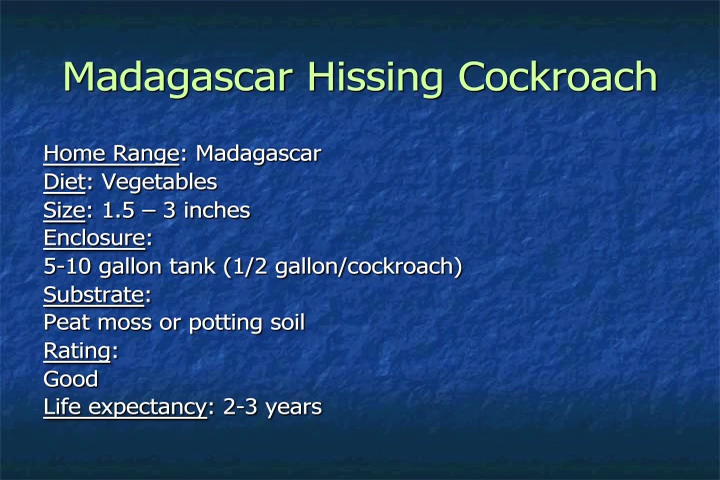 Madagascar Hissing Cockroach
Home Range: Madagascar
Diet: Vegetables
Size: 1.5 – 3 inches
Enclosure:
5-10 gallon tank (1/2 gallon/cockroach)
Substrate:
Peat moss or potting soil
Rating:
Good
Life expectancy: 2-3 years